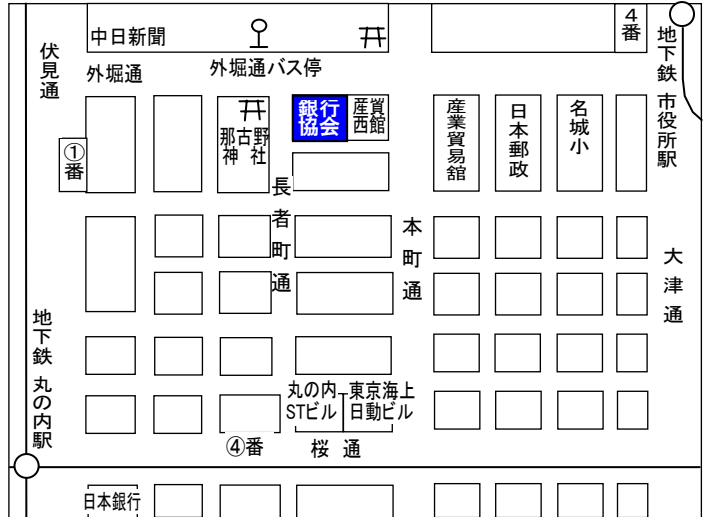 4
番
中日新聞
地下鉄 市役所駅
伏見通
外堀通
外堀通バス停
銀行
協会
産貿
西館
那古野
神 社
産業貿易舘
日本郵政
名城小
①
番
長者町通
本町通
大津通
地下鉄 丸の内駅
丸の内
STビル
東京海上
日動ビル
④番
桜 通
日本銀行